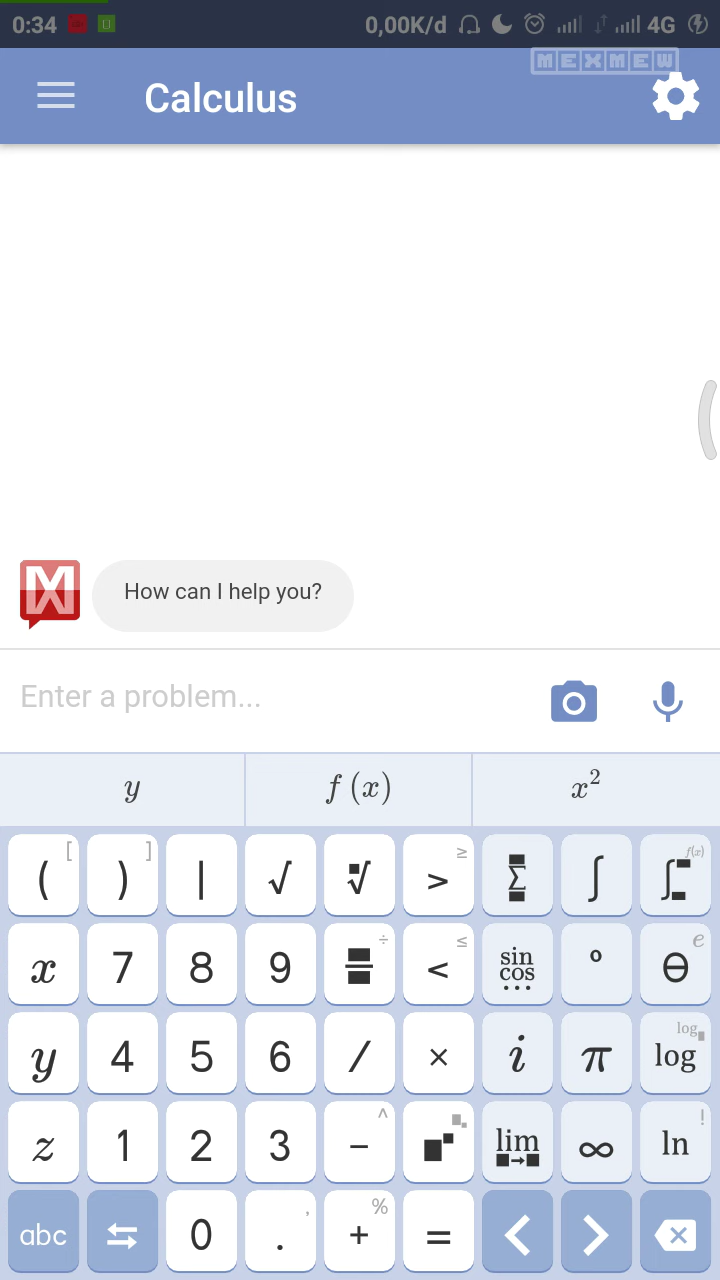 0:34 0,00K/d 4G
MEXMEW
Calculus
How can I help you?
Enter a problem...
y f (x) x²
( [ ) ] | √ ∛ > ≥ Σ ∫ ∫ f(x)
x 7 8 9 ÷ < ≤ sin cos ... ° θ e
y 4 5 6 / × i π log log
z 1 2 3 − ^ lim → ∞ ln !
abc 0 . , + % =